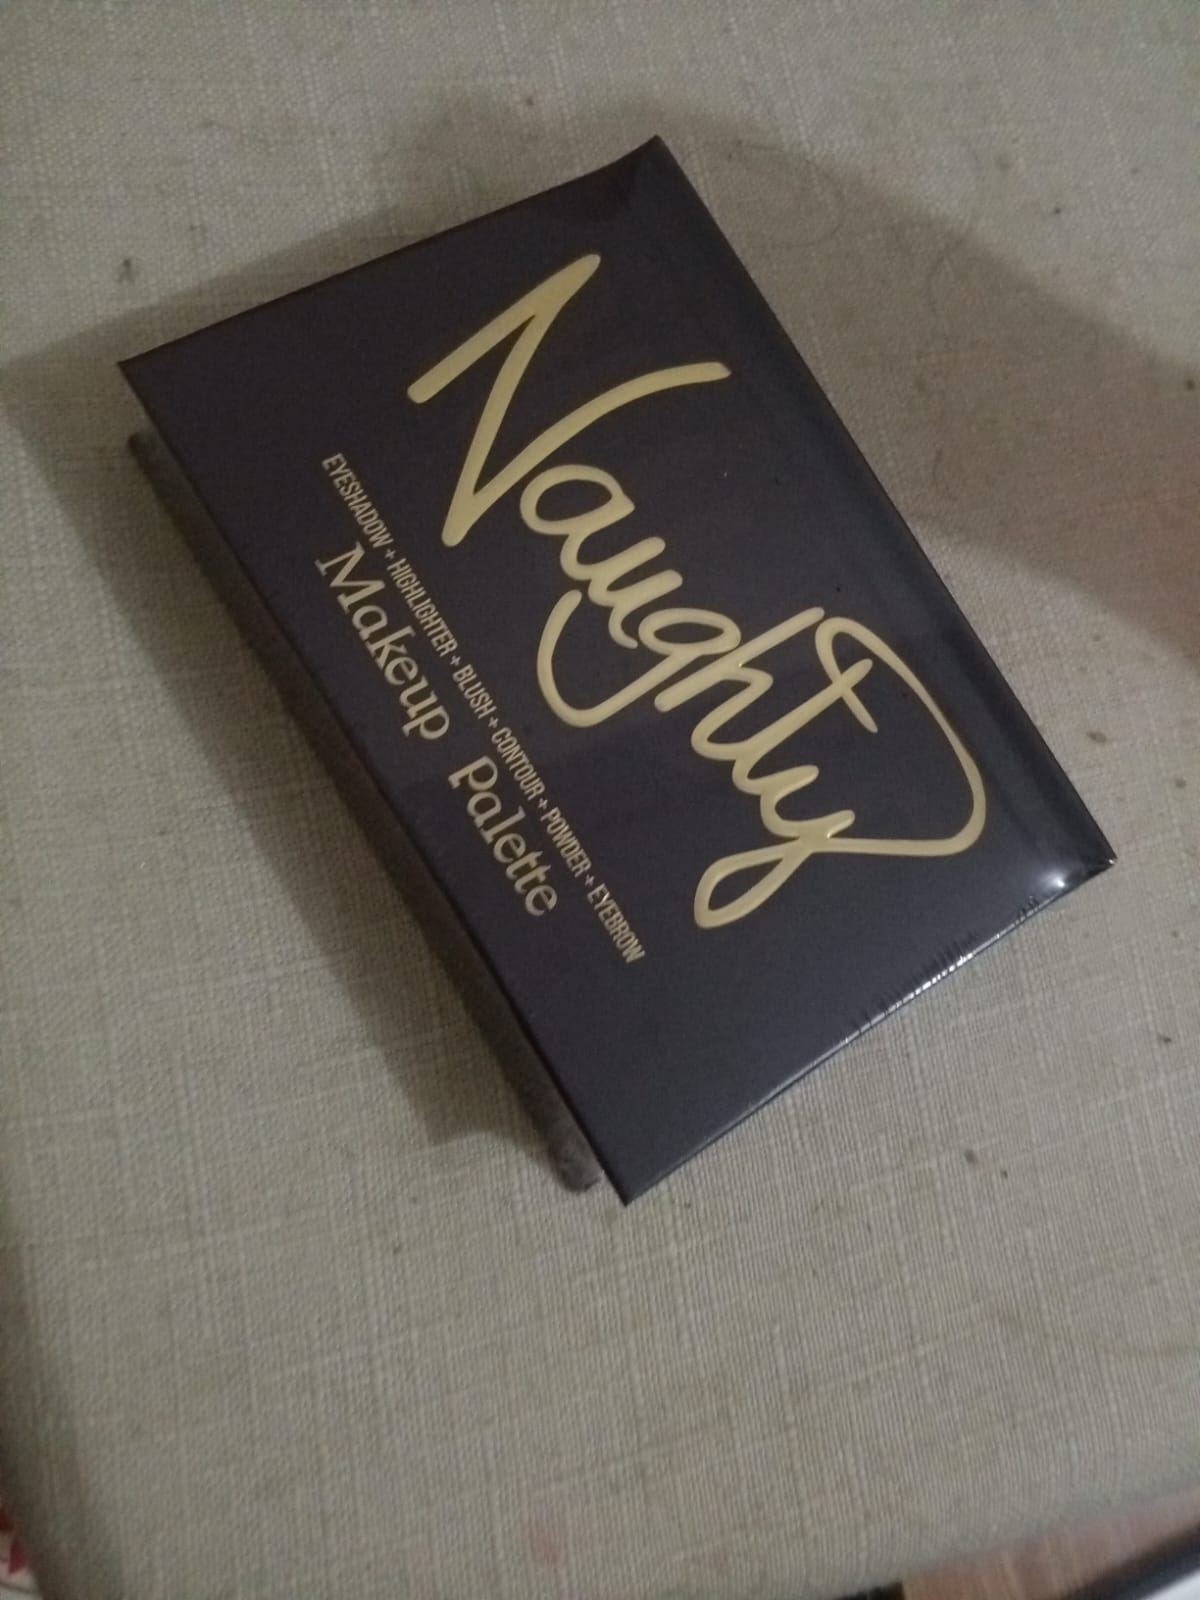 Naughty
EYESHADOW + HIGHLIGHTER + BLUSH + CONTOUR + POWDER + EYEBROW
Makeup Palette